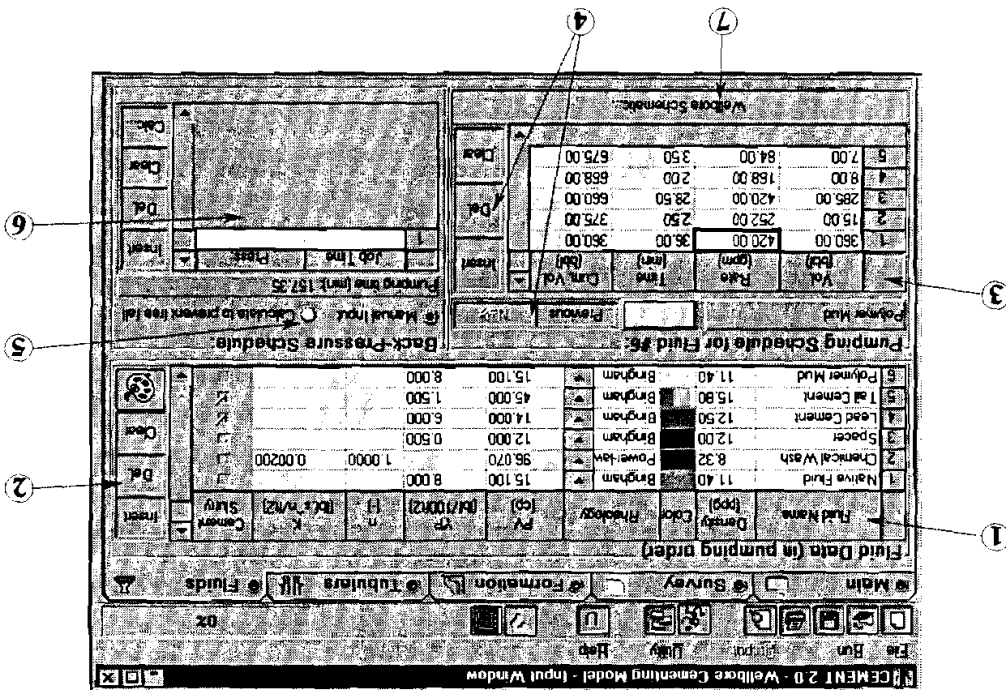 CEMENT 2.0 - Wellbore Cementing Model - Input Window
File Run Input Utility Help
0%
Main Survey Formation Tubulars Fluids
Fluid Data (in pumping order)
Fluid Name Density [ppg] Color Rheology PV [cp] YP [lbf/100ft2] n [-] K [lbf.s^n/ft2] Cement Slurry
1 Native Fluid 11.40 Bingham 15.100 8.000
2 Chemical Wash 8.32 Power-law 96.070 1.0000 0.00200
3 Spacer 12.00 Bingham 12.000 0.500
4 Lead Cement 12.50 Bingham 14.000 6.000
5 Tail Cement 15.80 Bingham 45.000 1.500
6 Polymer Mud 11.40 Bingham 15.100 8.000
Insert
Del.
Clear
Pumping Schedule for Fluid #6:
Polymer Mud Previous Next
Vol. [bbl] Rate [gpm] Time [min] Cum. Vol. [bbl]
1 360.00 420.00 36.00 360.00
2 15.00 252.00 2.50 375.00
3 285.00 420.00 28.50 660.00
4 8.00 168.00 2.00 668.00
5 7.00 84.00 3.50 675.00
Insert
Del.
Clear
Wellbore Schematic...
Back-Pressure Schedule:
Manual Input Calculate to prevent free fall
Pumping time [min]: 157.35
Job Time Press.
1
Insert
Del.
Clear
Calc...
1
2
3
4
5
6
7